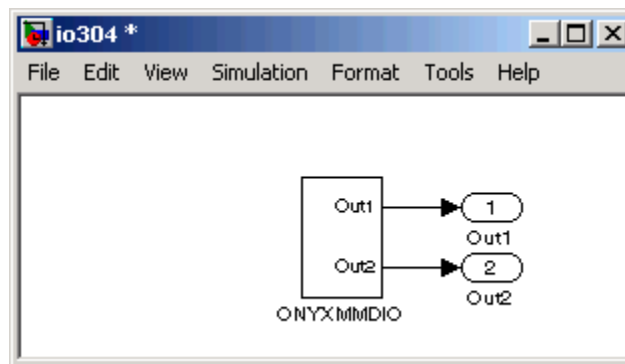 io304 *
File Edit View Simulation Format Tools Help
Out1 1
Out1
Out2 2
Out2
ONYXMMDIO